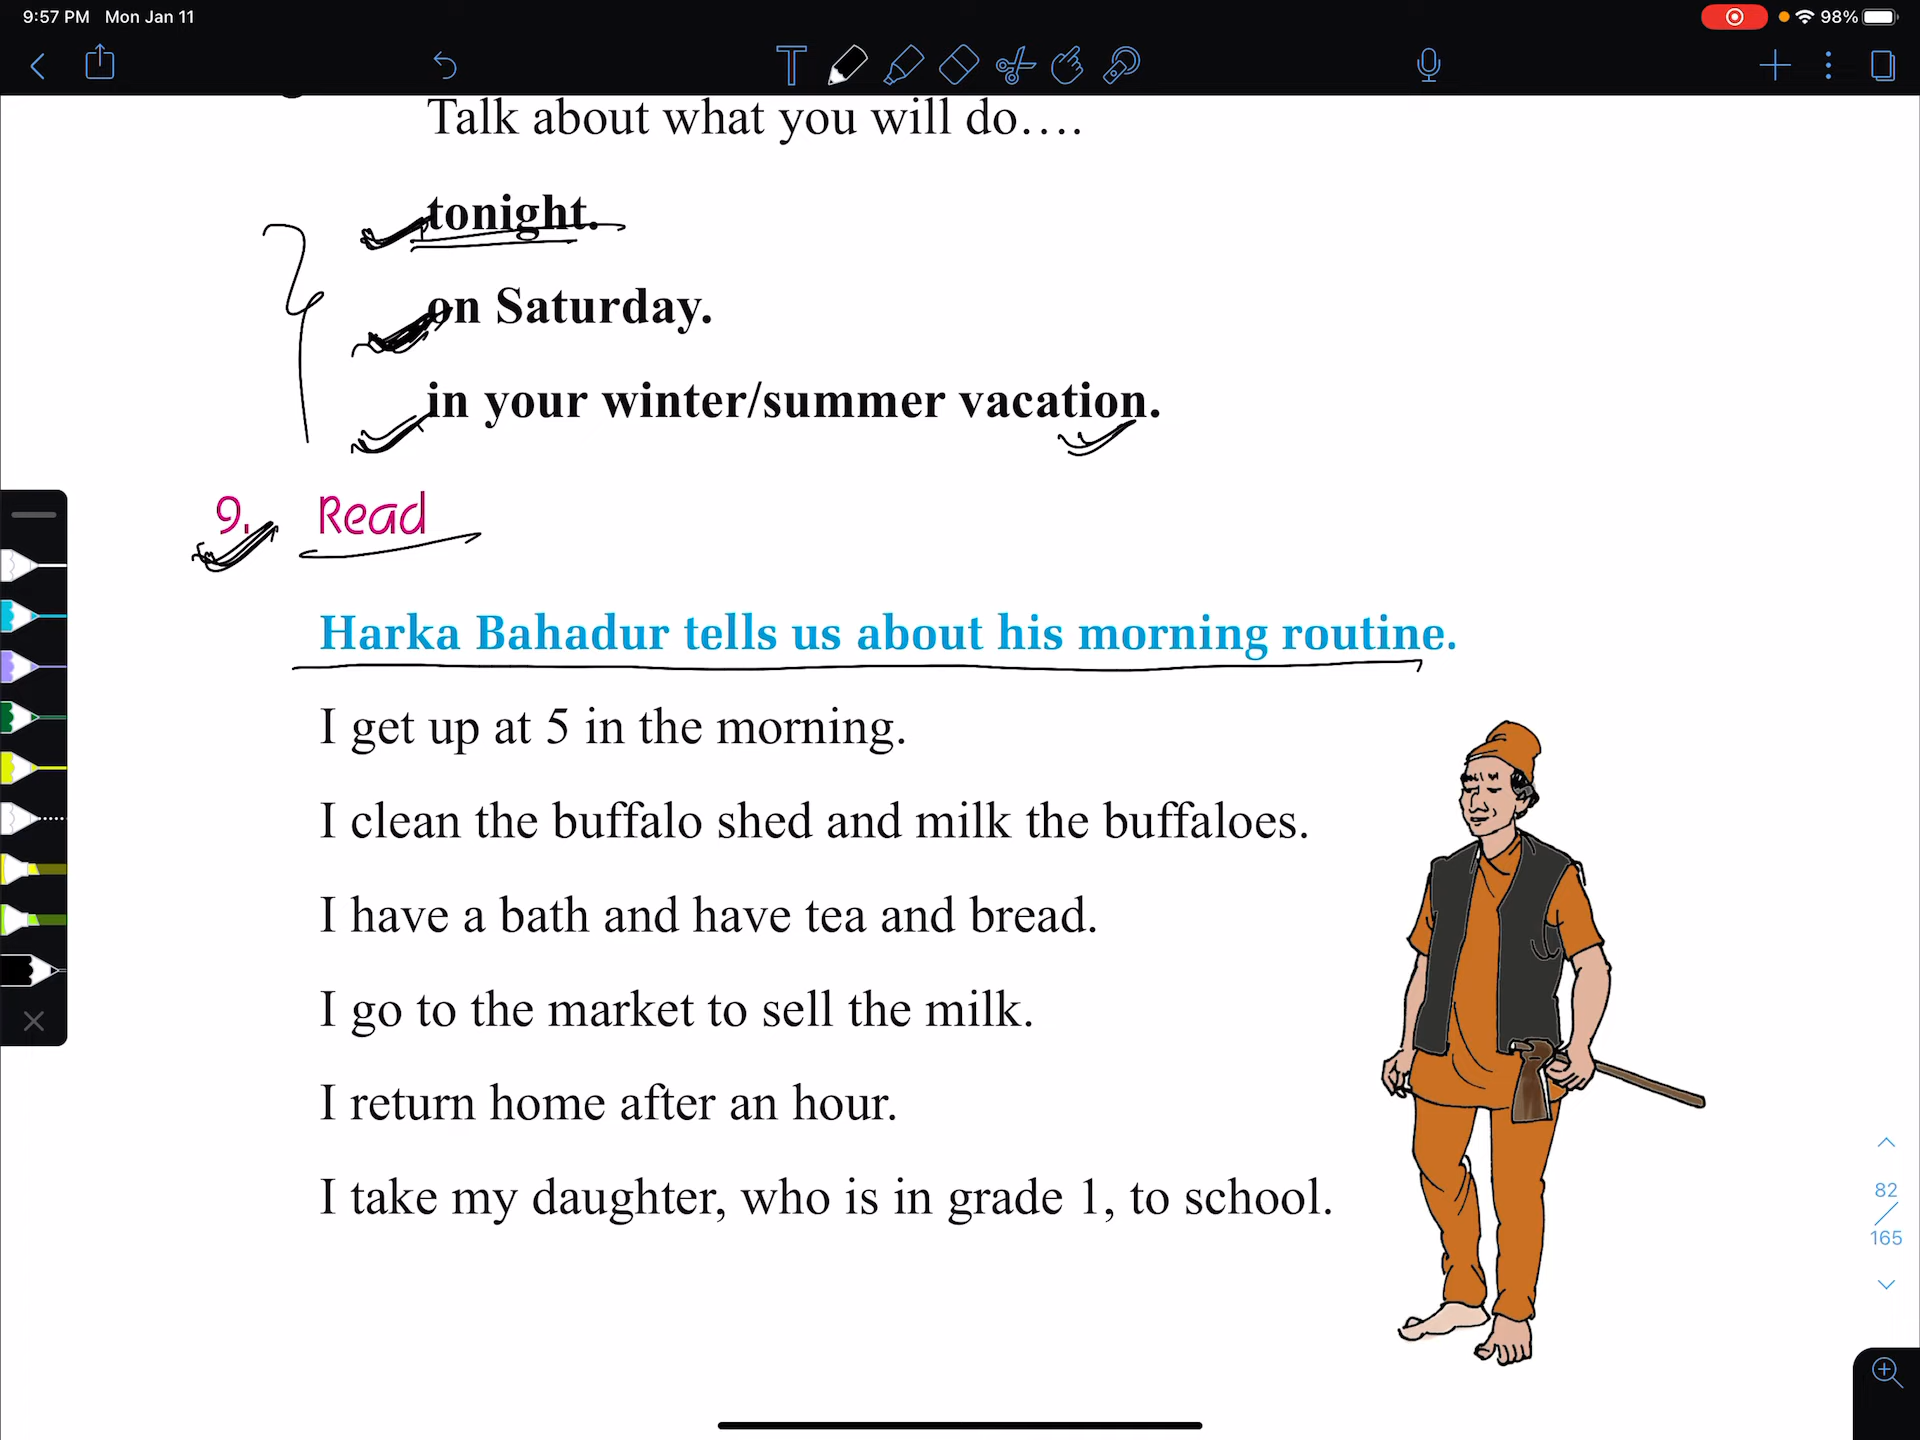 9:57 PM Mon Jan 11
98%
Talk about what you will do....
tonight.
on Saturday.
in your winter/summer vacation.
9. Read
Harka Bahadur tells us about his morning routine.
I get up at 5 in the morning.
I clean the buffalo shed and milk the buffaloes.
I have a bath and have tea and bread.
I go to the market to sell the milk.
I return home after an hour.
I take my daughter, who is in grade 1, to school.
82
165